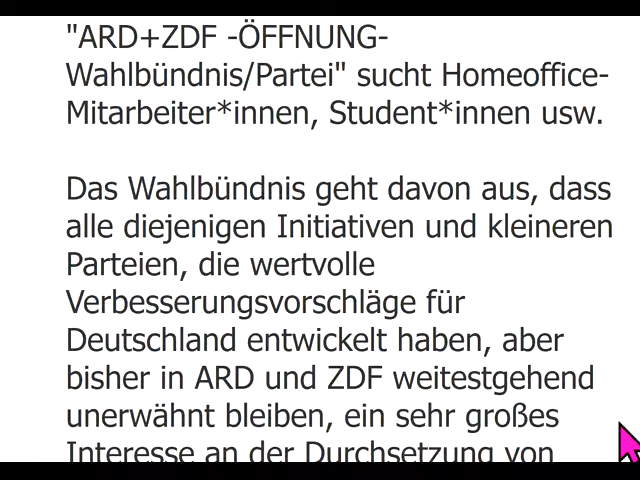 "ARD+ZDF -ÖFFNUNG-
Wahlbündnis/Partei" sucht Homeoffice-
Mitarbeiter*innen, Student*innen usw.
Das Wahlbündnis geht davon aus, dass
alle diejenigen Initiativen und kleineren
Parteien, die wertvolle
Verbesserungsvorschläge für
Deutschland entwickelt haben, aber
bisher in ARD und ZDF weitestgehend
unerwähnt bleiben, ein sehr großes
Interesse an der Durchsetzung von